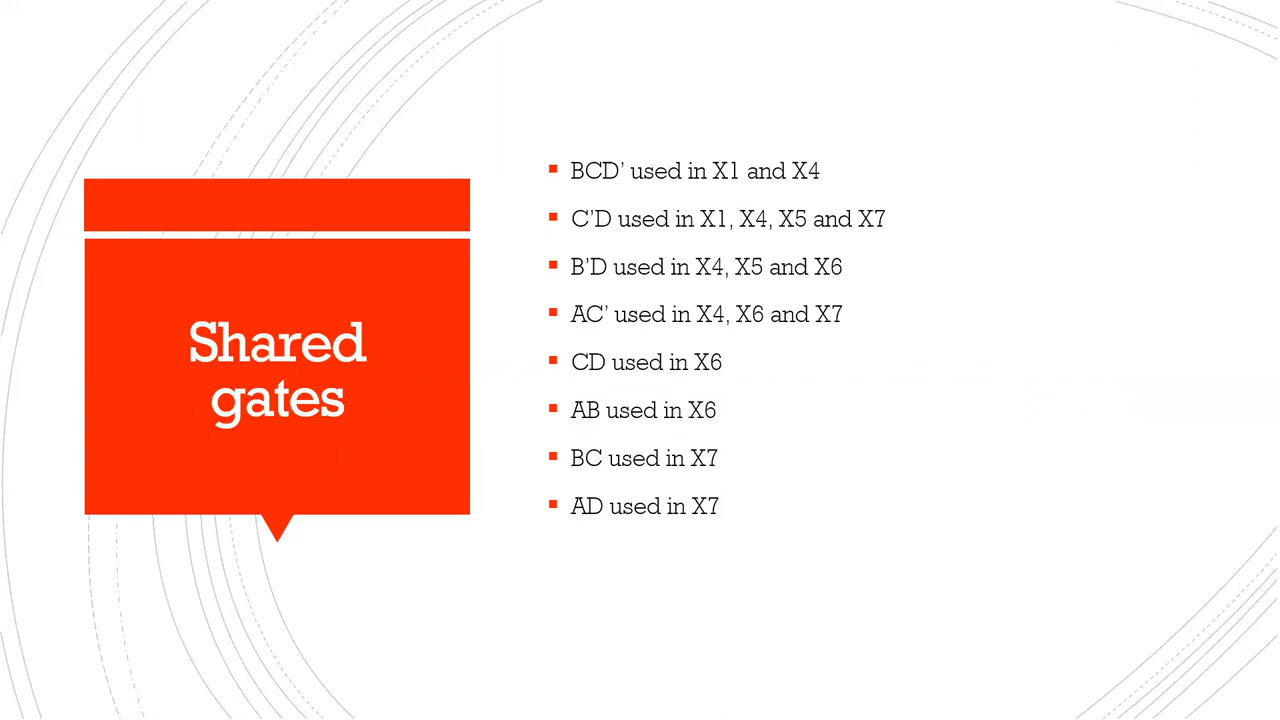 Shared
gates
BCD’ used in X1 and X4
C’D used in X1, X4, X5 and X7
B’D used in X4, X5 and X6
AC’ used in X4, X6 and X7
CD used in X6
AB used in X6
BC used in X7
AD used in X7